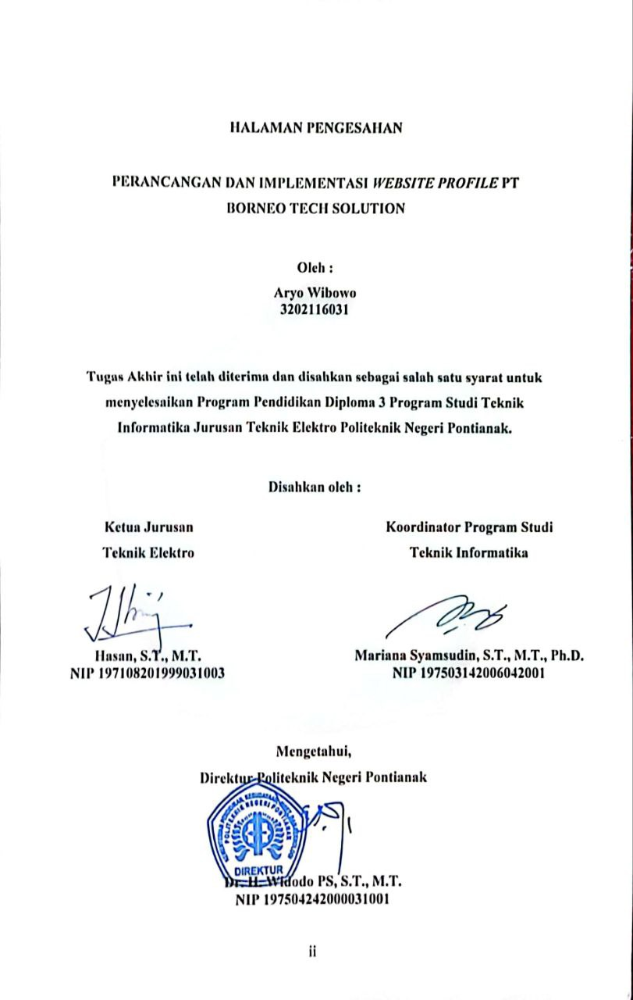 HALAMAN PENGESAHAN
PERANCANGAN DAN IMPLEMENTASI WEBSITE PROFILE PT
BORNEO TECH SOLUTION
Oleh :
Aryo Wibowo
3202116031
Tugas Akhir ini telah diterima dan disahkan sebagai salah satu syarat untuk
menyelesaikan Program Pendidikan Diploma 3 Program Studi Teknik
Informatika Jurusan Teknik Elektro Politeknik Negeri Pontianak.
Disahkan oleh :
Ketua Jurusan
Teknik Elektro
Hasan, S.T., M.T.
NIP 197108201999031003
Koordinator Program Studi
Teknik Informatika
Mariana Syamsudin, S.T., M.T., Ph.D.
NIP 197503142006042001
Mengetahui,
Direktur Politeknik Negeri Pontianak
POLITEKNIK NEGERI PONTIANAK
DIREKTUR
Dr. H. Widodo PS, S.T., M.T.
NIP 197504242000031001
ii